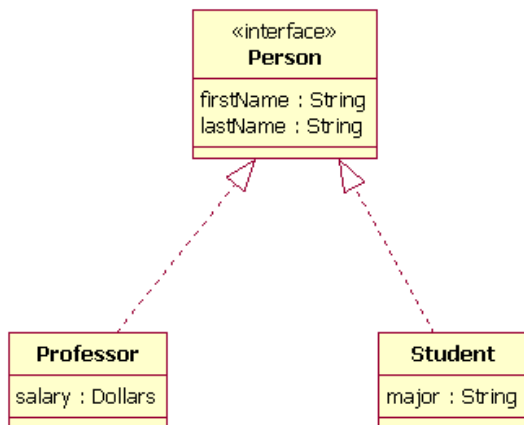 «interface»
Person
firstName : String
lastName : String
Professor
salary : Dollars
Student
major : String